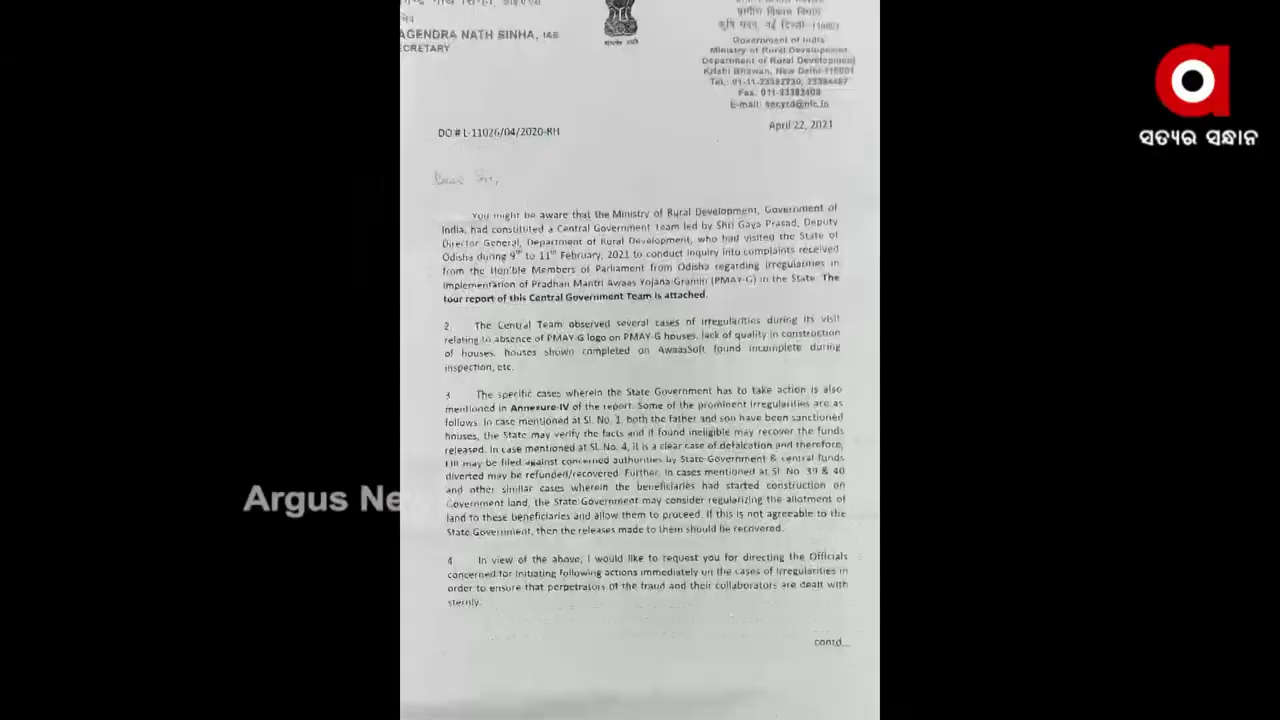 AGENDRA NATH SINHA, IAS
ECRETARY
ग्रामीण विकास विभाग
कृषि भवन, नई दिल्ली-110001
Government of India
Ministry of Rural Development
Department of Rural Development
Krishi Bhawan, New Delhi-110001
Tel.: 01-11-23382230, 23384467
Fax: 011-23382408
E-mail: secyrd@nic.in
April 22, 2021
DO # L-11026/04/2020-RH
Dear Sir,
You might be aware that the Ministry of Rural Development, Government of
India, had constituted a Central Government Team led by Shri Gaya Prasad, Deputy
Director General, Department of Rural Development, who had visited the State of
Odisha during 9th to 11th February, 2021 to conduct inquiry into complaints received
from the Hon'ble Members of Parliament from Odisha regarding irregularities in
implementation of Pradhan Mantri Awaas Yojana-Gramin (PMAY-G) in the State. The
tour report of this Central Government Team is attached.
2. The Central Team observed several cases of irregularities during its visit
relating to absence of PMAY-G logo on PMAY-G houses, lack of quality in construction
of houses, houses shown completed on AwaasSoft found incomplete during
inspection, etc.
3. The specific cases wherein the State Government has to take action is also
mentioned in Annexure-IV of the report. Some of the prominent irregularities are as
follows. In case mentioned at Sl. No. 1, both the father and son have been sanctioned
houses, the State may verify the facts and if found ineligible may recover the funds
released. In case mentioned at Sl. No. 4, it is a clear case of defalcation and therefore,
FIR may be filed against concerned authorities by State Government & central funds
diverted may be refunded/recovered. Further, in cases mentioned at Sl. No. 39 & 40
and other similar cases wherein the beneficiaries had started construction on
Government land, the State Government may consider regularizing the allotment of
land to these beneficiaries and allow them to proceed. If this is not agreeable to the
State Government, then the releases made to them should be recovered.
4. In view of the above, I would like to request you for directing the Officials
concerned for initiating following actions immediately on the cases of irregularities in
order to ensure that perpetrators of the fraud and their collaborators are dealt with
sternly.
contd...
Argus Ne
a
ସତ୍ୟର ସନ୍ଧାନ